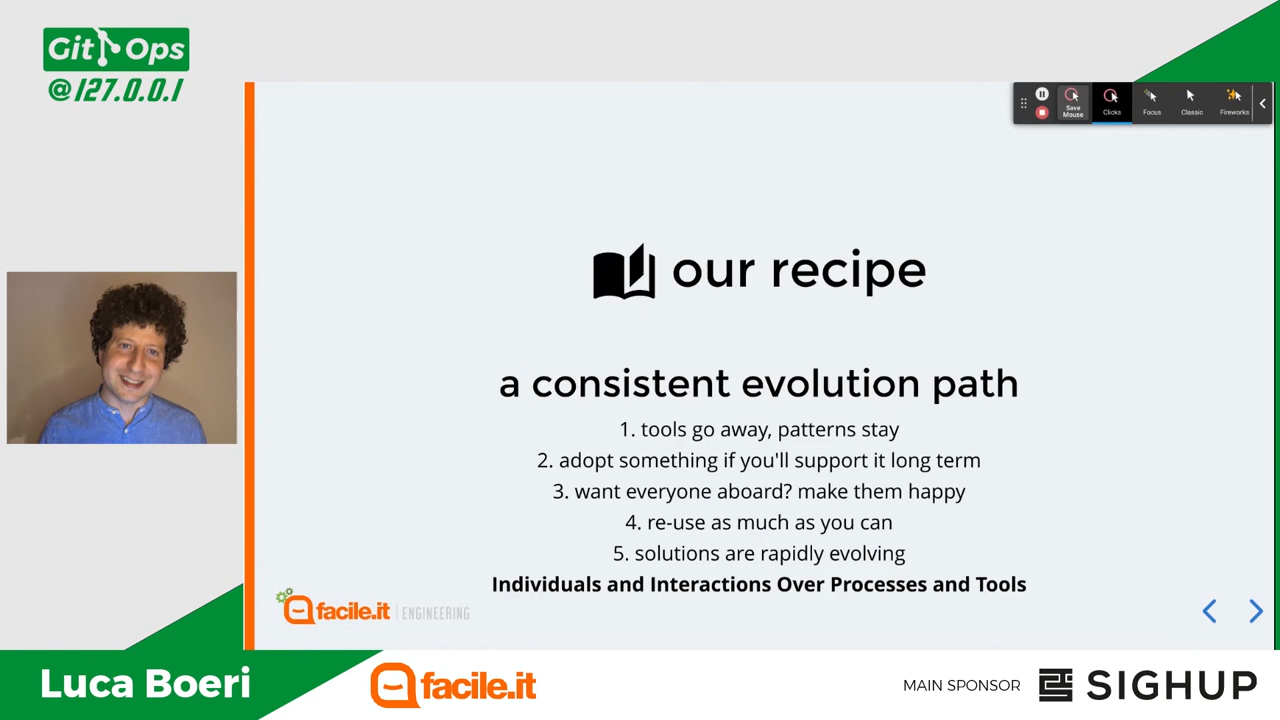 GitOps
@127.0.0.1
Save Mouse
Clicks
Focus
Classic
Fireworks
our recipe
a consistent evolution path
1. tools go away, patterns stay
2. adopt something if you'll support it long term
3. want everyone aboard? make them happy
4. re-use as much as you can
5. solutions are rapidly evolving
Individuals and Interactions Over Processes and Tools
facile.it | ENGINEERING
Luca Boeri
facile.it
MAIN SPONSOR
SIGHUP